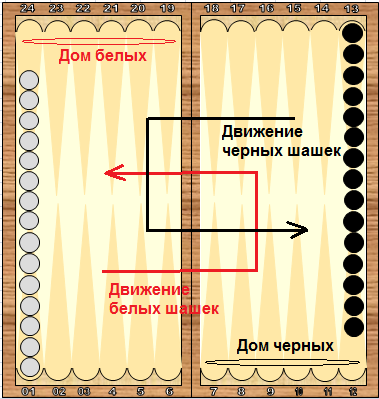 24 23 22 21 20 19 18 17 16 15 14 13
Дом белых
Движение
черных шашек
Движение
белых шашек
Дом черных
01 02 03 4 5 6 7 8 9 10 11 12